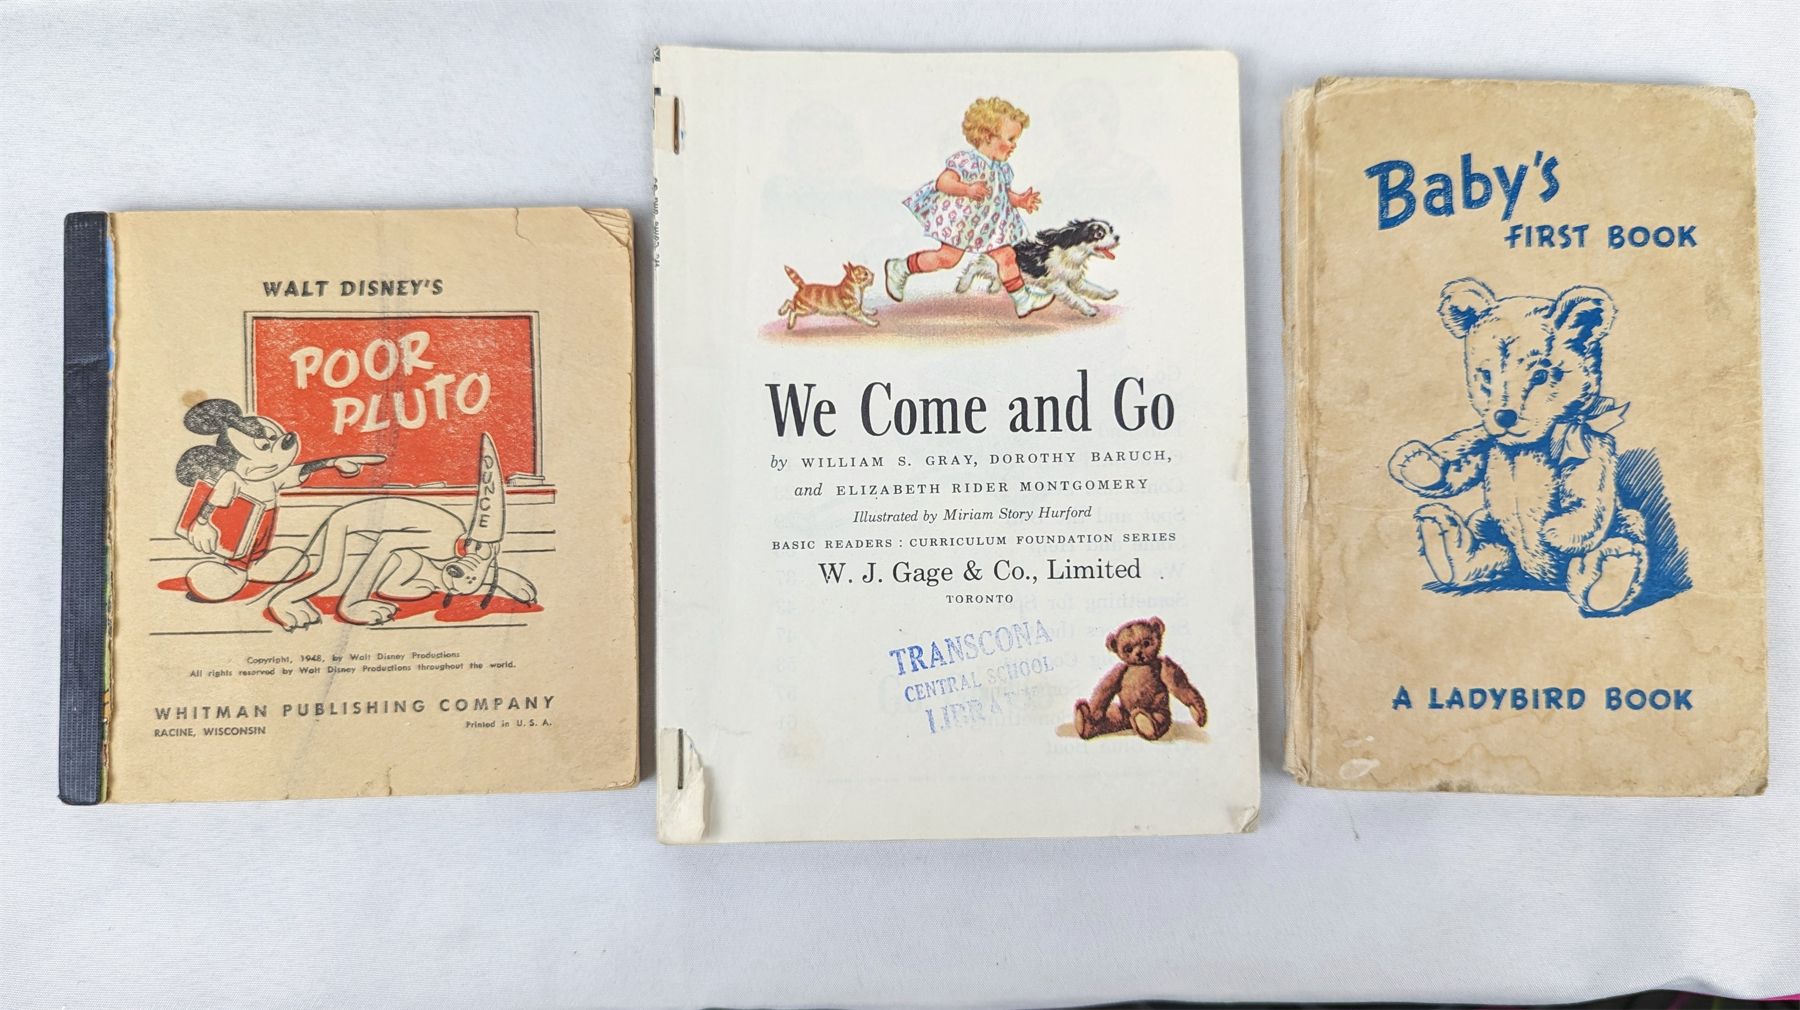 WALT DISNEY'S
POOR
PLUTO
DUNCE
Copyright, 1948, by Walt Disney Productions
All rights reserved by Walt Disney Productions throughout the world.
WHITMAN PUBLISHING COMPANY
RACINE, WISCONSIN
Printed in U. S. A.
We Come and Go
by WILLIAM S. GRAY, DOROTHY BARUCH,
and ELIZABETH RIDER MONTGOMERY
Illustrated by Miriam Story Hurford
BASIC READERS : CURRICULUM FOUNDATION SERIES
W. J. Gage & Co., Limited
TORONTO
TRANSCONA
CENTRAL SCHOOL
Baby's
FIRST BOOK
A LADYBIRD BOOK